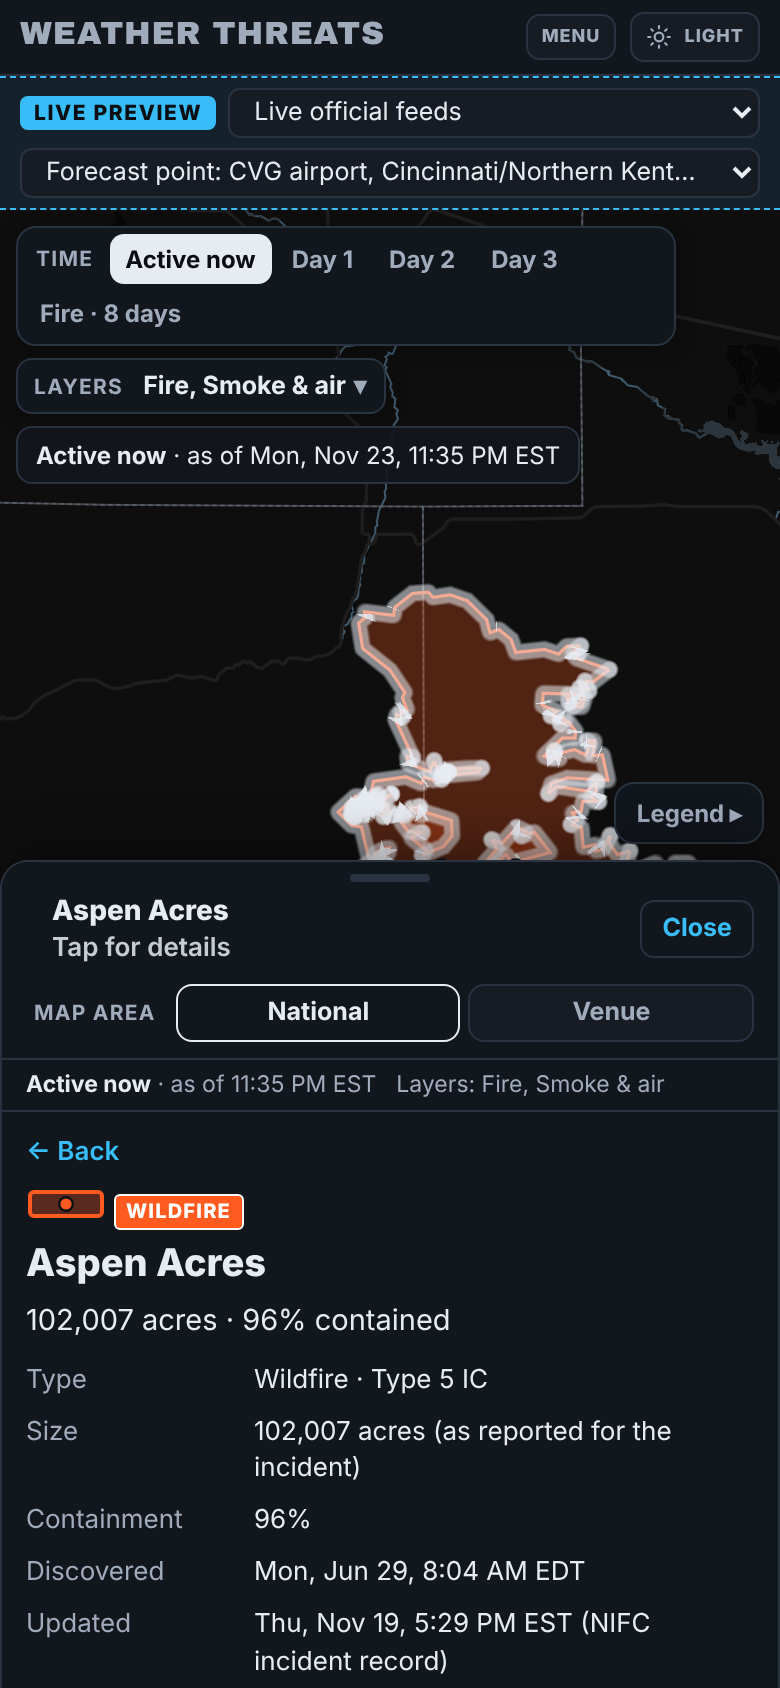 WEATHER THREATS
MENU
LIGHT
LIVE PREVIEW
Live official feeds
Forecast point: CVG airport, Cincinnati/Northern Kent...
TIME
Active now
Day 1
Day 2
Day 3
Fire · 8 days
LAYERS Fire, Smoke & air ▾
Active now · as of Mon, Nov 23, 11:35 PM EST
Legend ▸
Aspen Acres
Tap for details
Close
MAP AREA
National
Venue
Active now · as of 11:35 PM EST Layers: Fire, Smoke & air
← Back
WILDFIRE
Aspen Acres
102,007 acres · 96% contained
Type Wildfire · Type 5 IC
Size 102,007 acres (as reported for the
incident)
Containment 96%
Discovered Mon, Jun 29, 8:04 AM EDT
Updated Thu, Nov 19, 5:29 PM EST (NIFC
incident record)